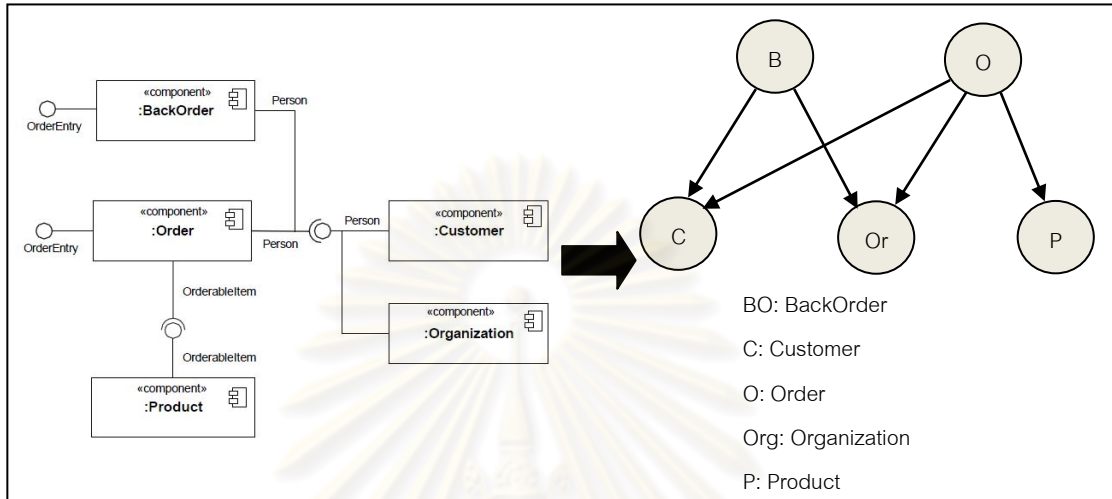 «component»
:BackOrder
Person
OrderEntry
«component»
:Order
Person
OrderEntry
Person
«component»
:Customer
OrderableItem
«component»
:Organization
OrderableItem
«component»
:Product
B
O
C
Or
P
BO: BackOrder
C: Customer
O: Order
Org: Organization
P: Product